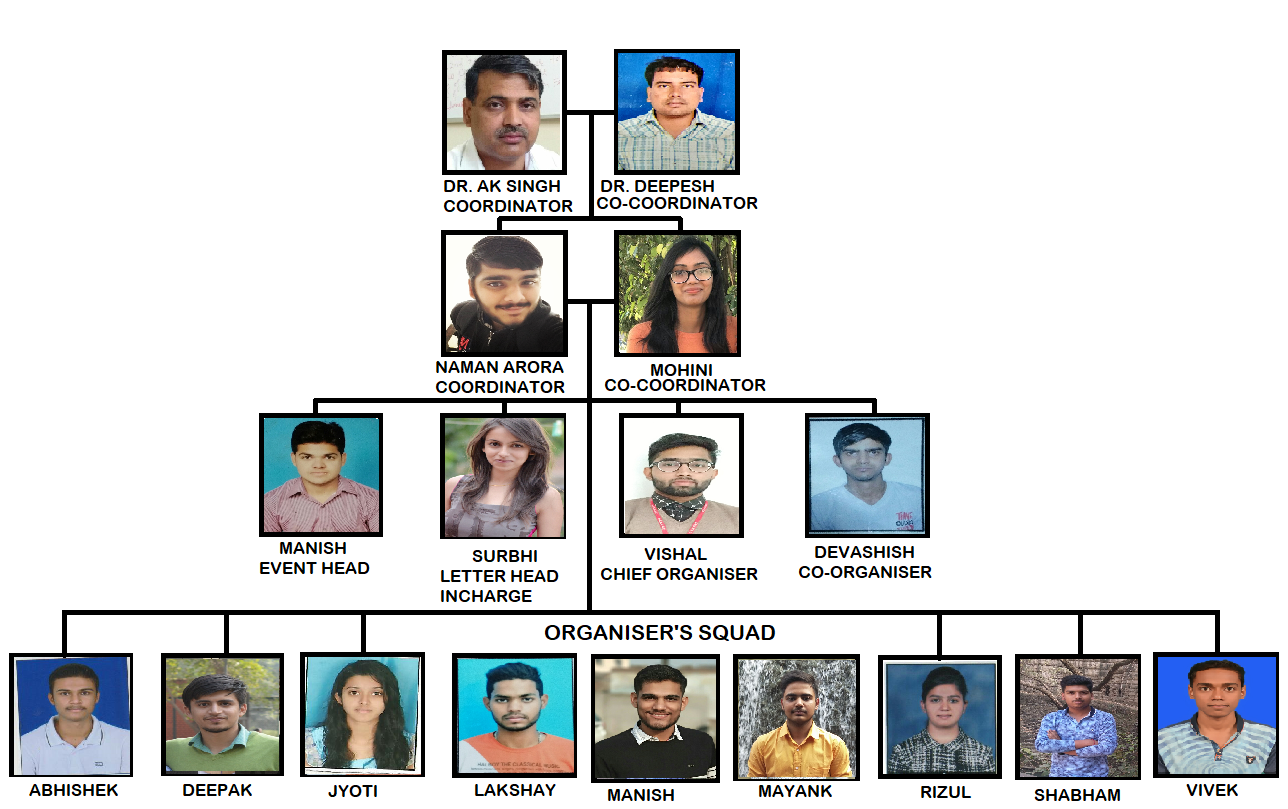 DR. AK SINGH
COORDINATOR
DR. DEEPESH
CO-COORDINATOR
NAMAN ARORA
COORDINATOR
MOHINI
CO-COORDINATOR
MANISH
EVENT HEAD
SURBHI
LETTER HEAD
INCHARGE
VISHAL
CHIEF ORGANISER
DEVASHISH
CO-ORGANISER
ORGANISER'S SQUAD
ABHISHEK
DEEPAK
JYOTI
LAKSHAY
MANISH
MAYANK
RIZUL
SHABHAM
VIVEK